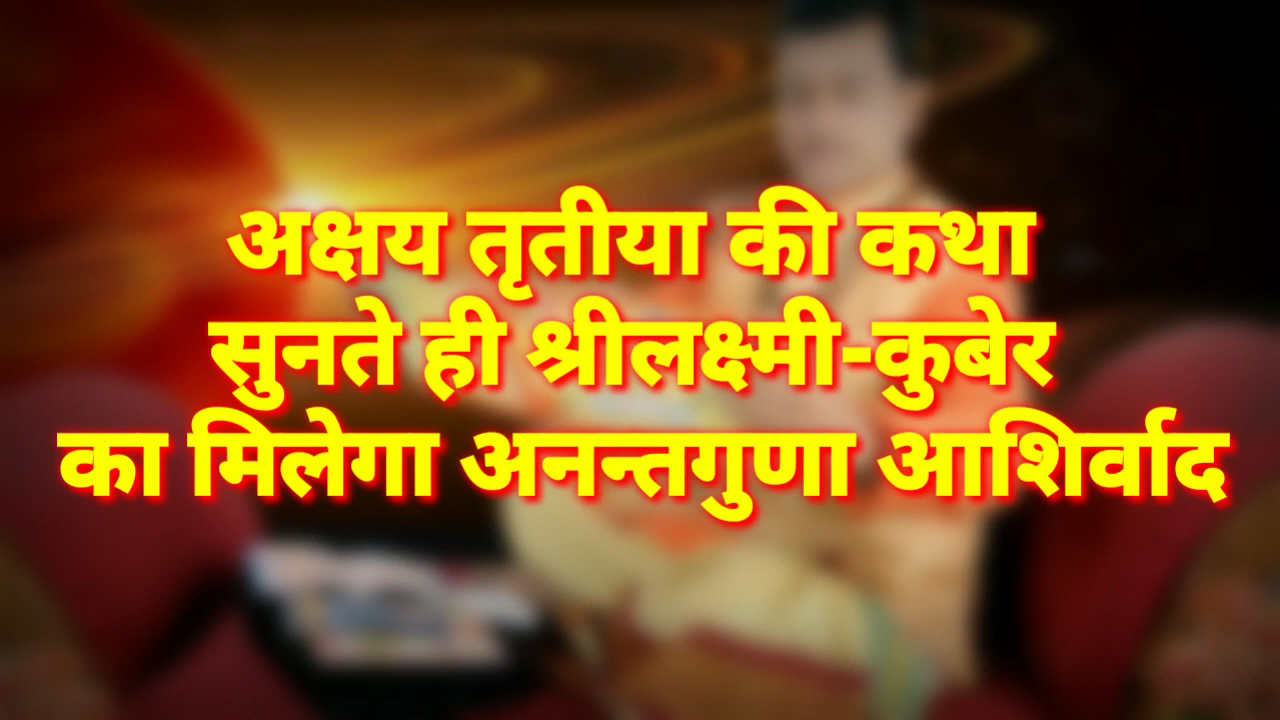 अक्षय तृतीया की कथा
सुनते ही श्रीलक्ष्मी-कुबेर
का मिलेगा अनन्तगुणा आशिर्वाद